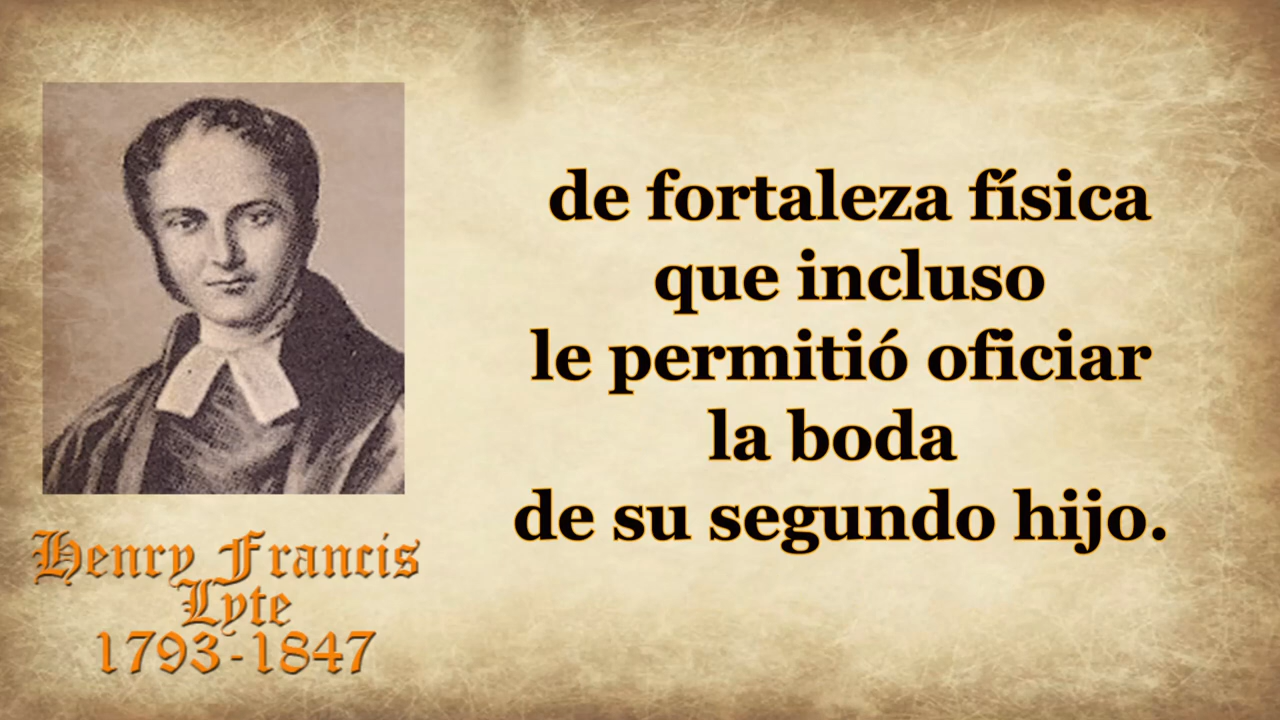 de fortaleza física
que incluso
le permitió oficiar
la boda
de su segundo hijo.
Henry Francis
Lyte
1793-1847